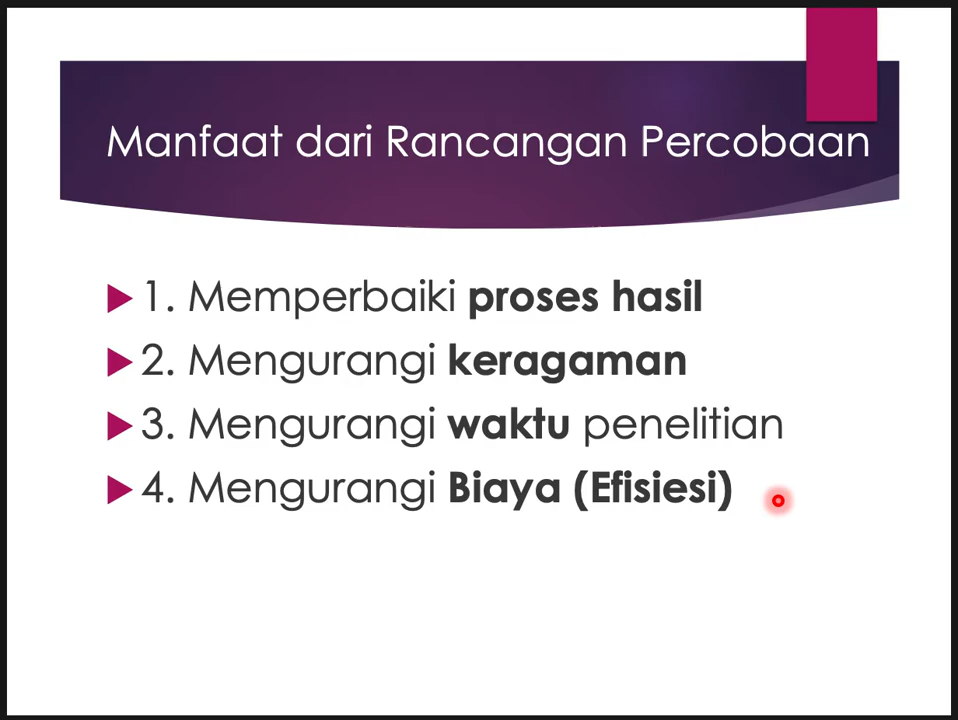 Manfaat dari Rancangan Percobaan
1. Memperbaiki proses hasil
2. Mengurangi keragaman
3. Mengurangi waktu penelitian
4. Mengurangi Biaya (Efisiesi)